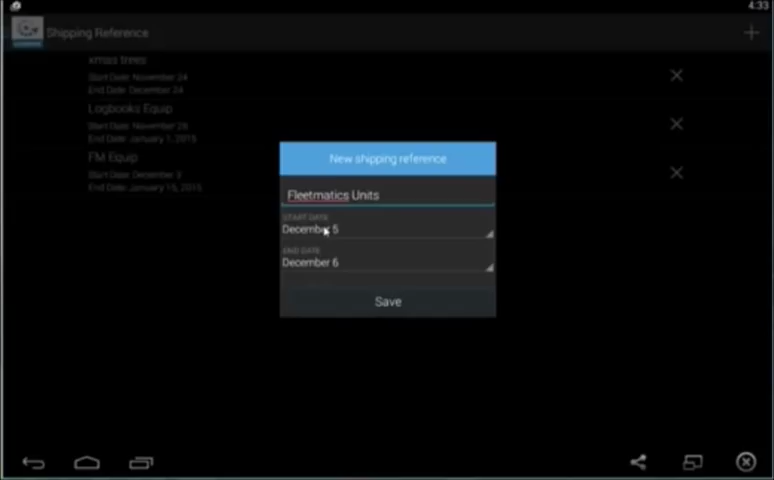 4:33
Shipping Reference
xmas trees
Start Date: November 24
End Date: December 24
Logbooks Equip
Start Date: November 25
End Date: January 1, 2015
FM Equip
Start Date: December 3
End Date: January 15, 2015
New shipping reference
Fleetmatics Units
START DATE
December 5
END DATE
December 6
Save